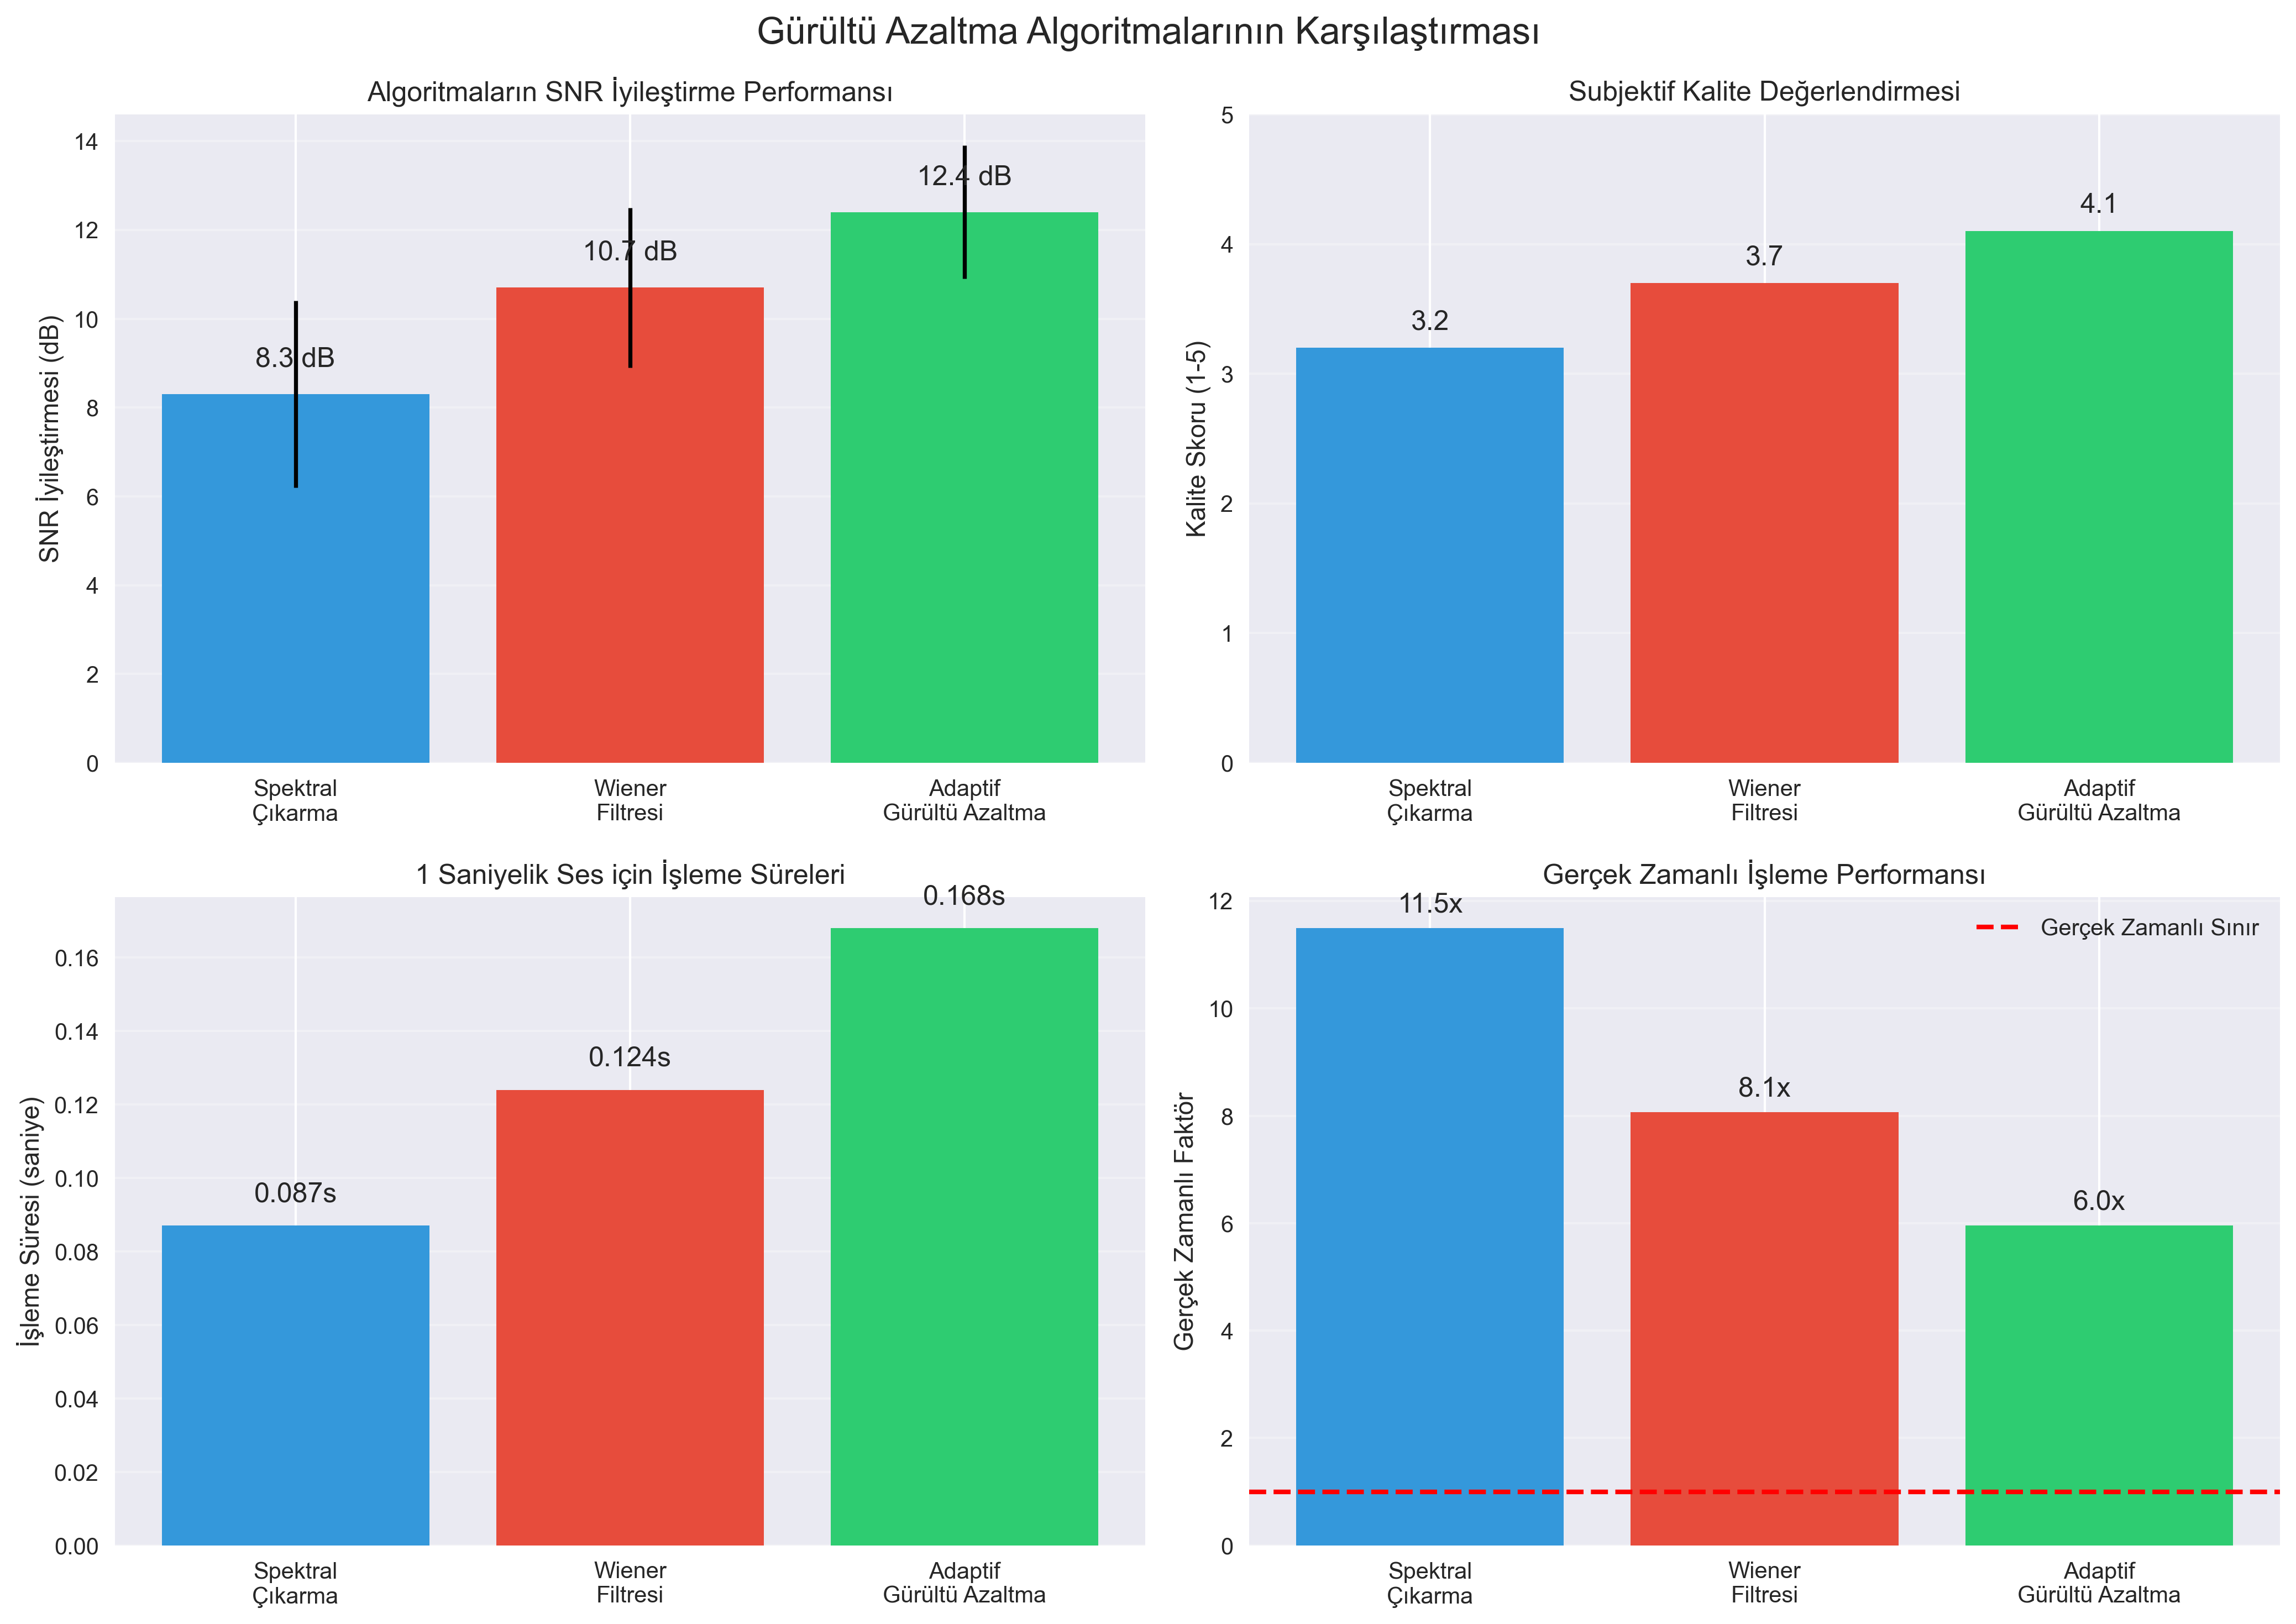 Gürültü Azaltma Algoritmalarının Karşılaştırması
Algoritmaların SNR İyileştirme Performansı
SNR İyileştirmesi (dB)
14
12
10
8
6
4
2
0
8.3 dB
10.7 dB
12.4 dB
Spektral
Çıkarma
Wiener
Filtresi
Adaptif
Gürültü Azaltma
Subjektif Kalite Değerlendirmesi
Kalite Skoru (1-5)
5
4
3
2
1
0
3.2
3.7
4.1
Spektral
Çıkarma
Wiener
Filtresi
Adaptif
Gürültü Azaltma
1 Saniyelik Ses için İşleme Süreleri
İşleme Süresi (saniye)
0.16
0.14
0.12
0.10
0.08
0.06
0.04
0.02
0.00
0.087s
0.124s
0.168s
Spektral
Çıkarma
Wiener
Filtresi
Adaptif
Gürültü Azaltma
Gerçek Zamanlı İşleme Performansı
Gerçek Zamanlı Faktör
12
10
8
6
4
2
0
11.5x
8.1x
6.0x
Gerçek Zamanlı Sınır
Spektral
Çıkarma
Wiener
Filtresi
Adaptif
Gürültü Azaltma